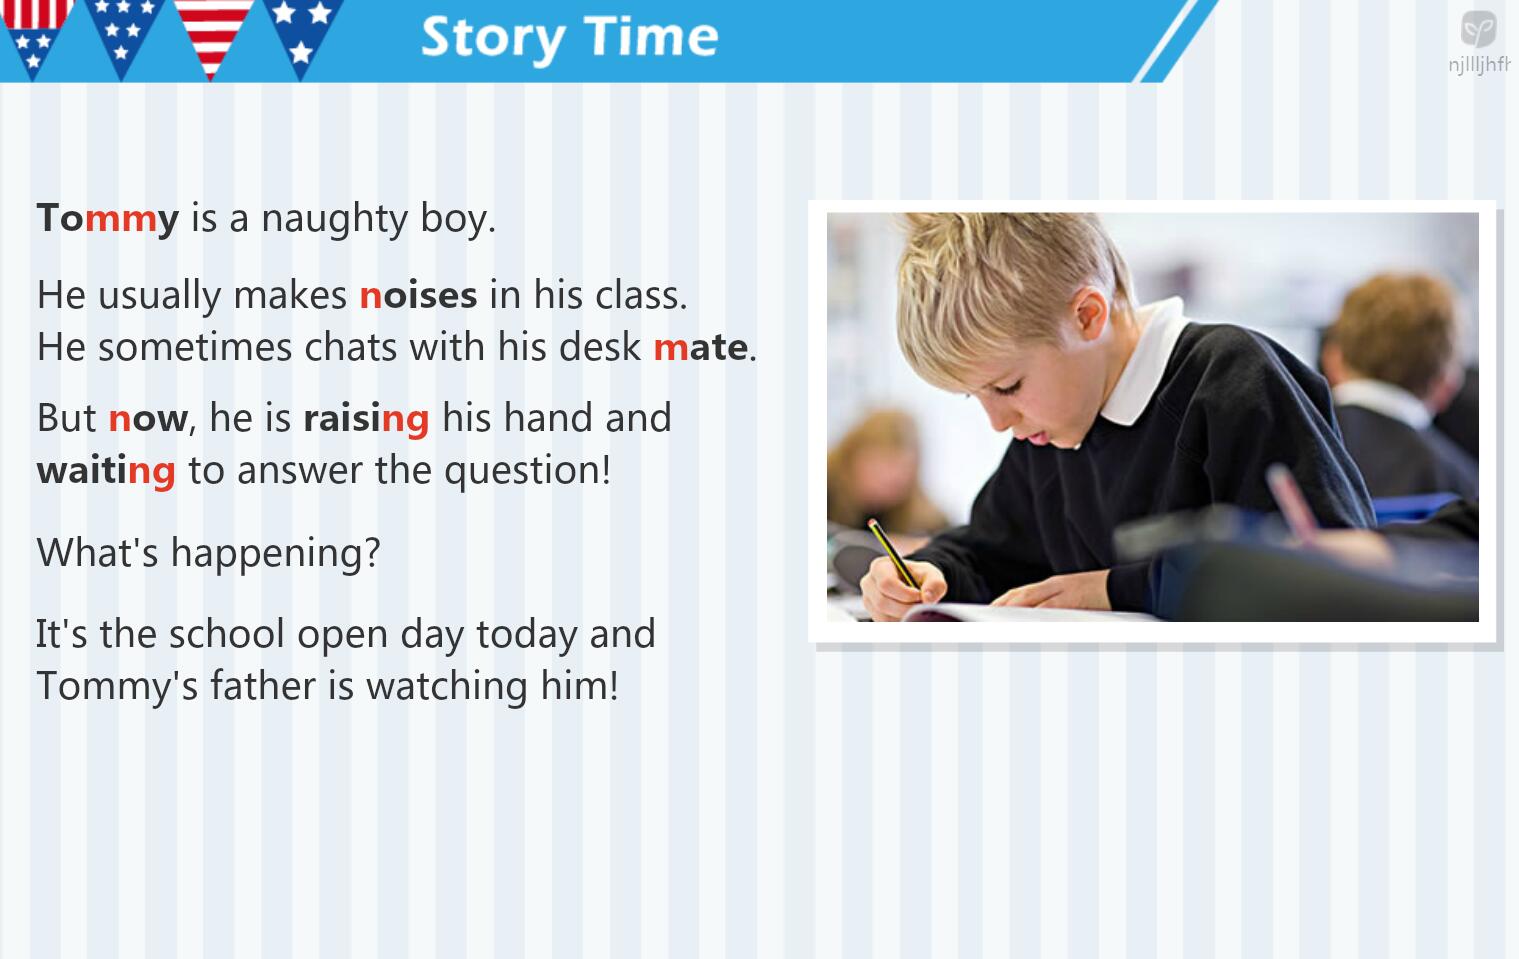 Story Time
njllljhfh
Tommy is a naughty boy.
He usually makes noises in his class.
He sometimes chats with his desk mate.
But now, he is raising his hand and
waiting to answer the question!
What's happening?
It's the school open day today and
Tommy's father is watching him!